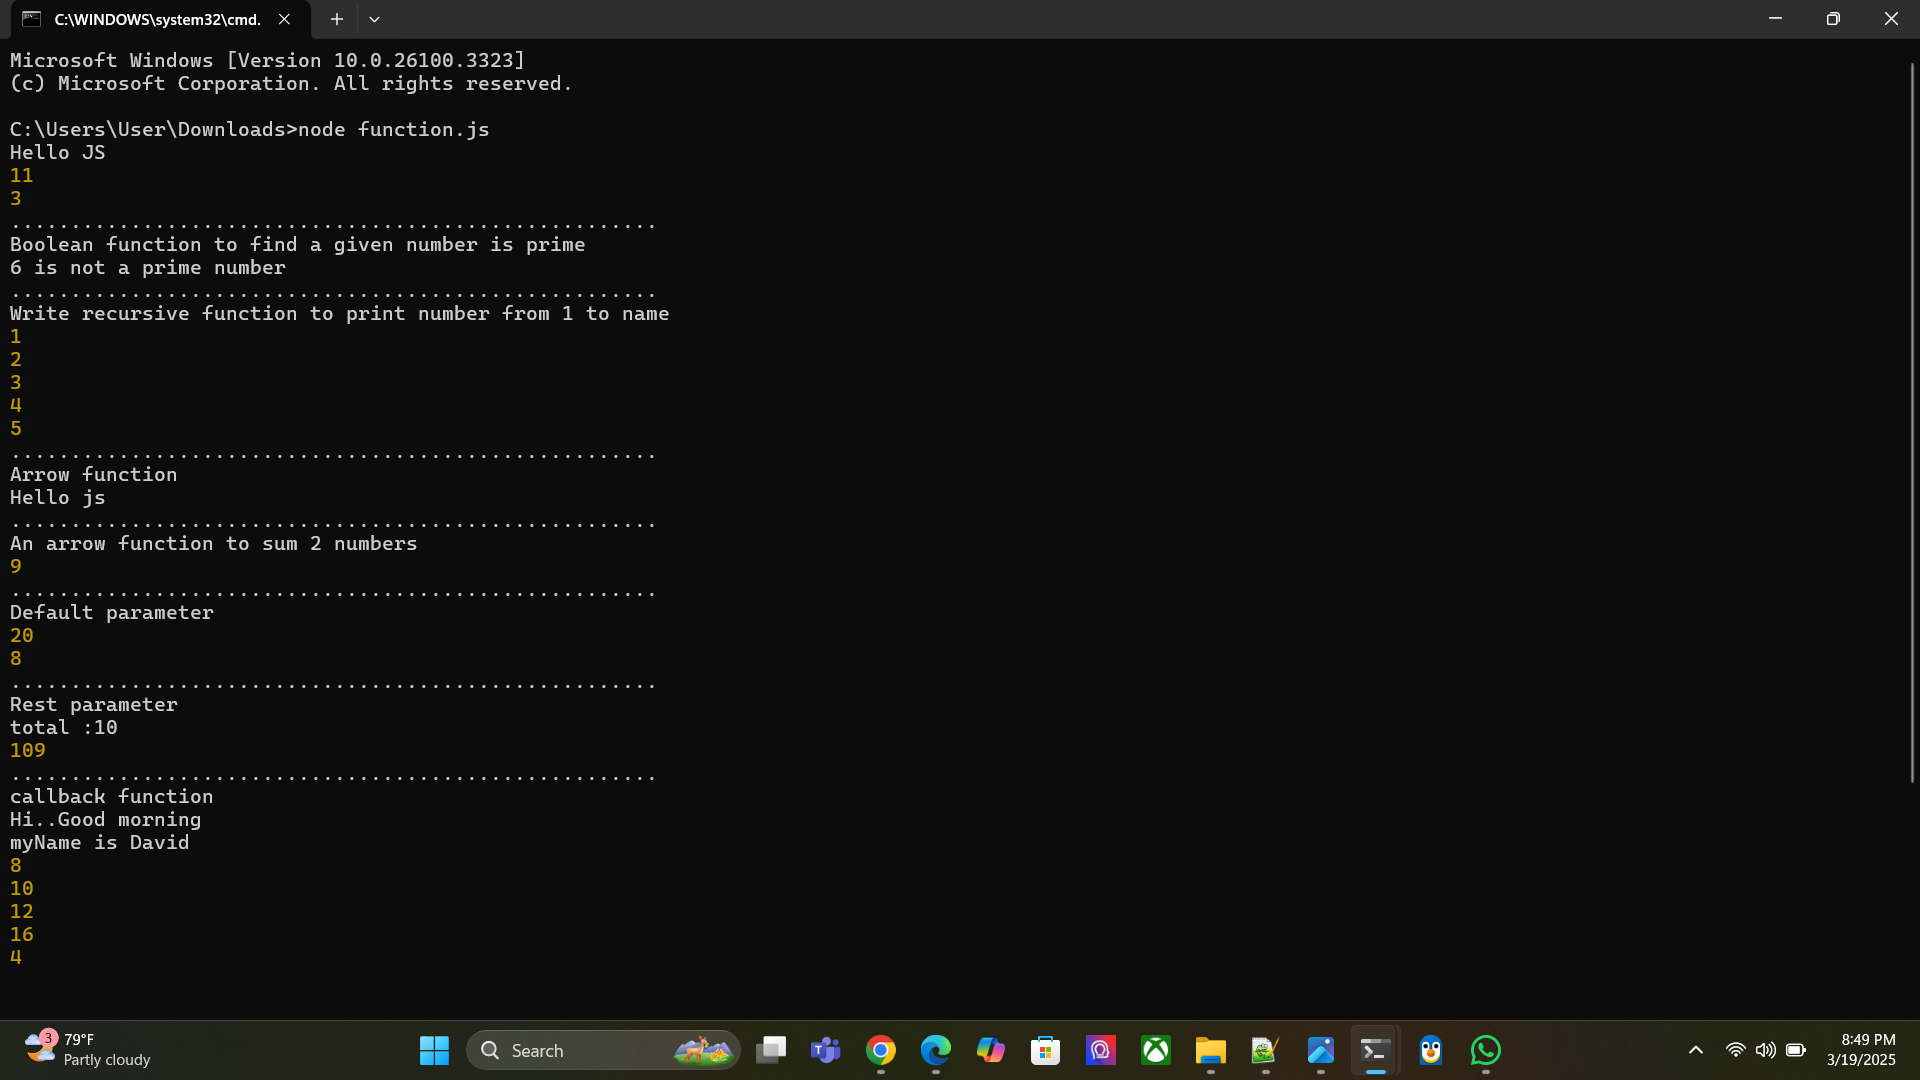 C:\WINDOWS\system32\cmd.
Microsoft Windows [Version 10.0.26100.3323]
(c) Microsoft Corporation. All rights reserved.
C:\Users\User\Downloads>node function.js
Hello JS
11
3
......................................................
Boolean function to find a given number is prime
6 is not a prime number
......................................................
Write recursive function to print number from 1 to name
1
2
3
4
5
......................................................
Arrow function
Hello js
......................................................
An arrow function to sum 2 numbers
9
......................................................
Default parameter
20
8
......................................................
Rest parameter
total :10
109
......................................................
callback function
Hi..Good morning
myName is David
8
10
12
16
4
3
79°F
Partly cloudy
Search
T
8:49 PM
3/19/2025